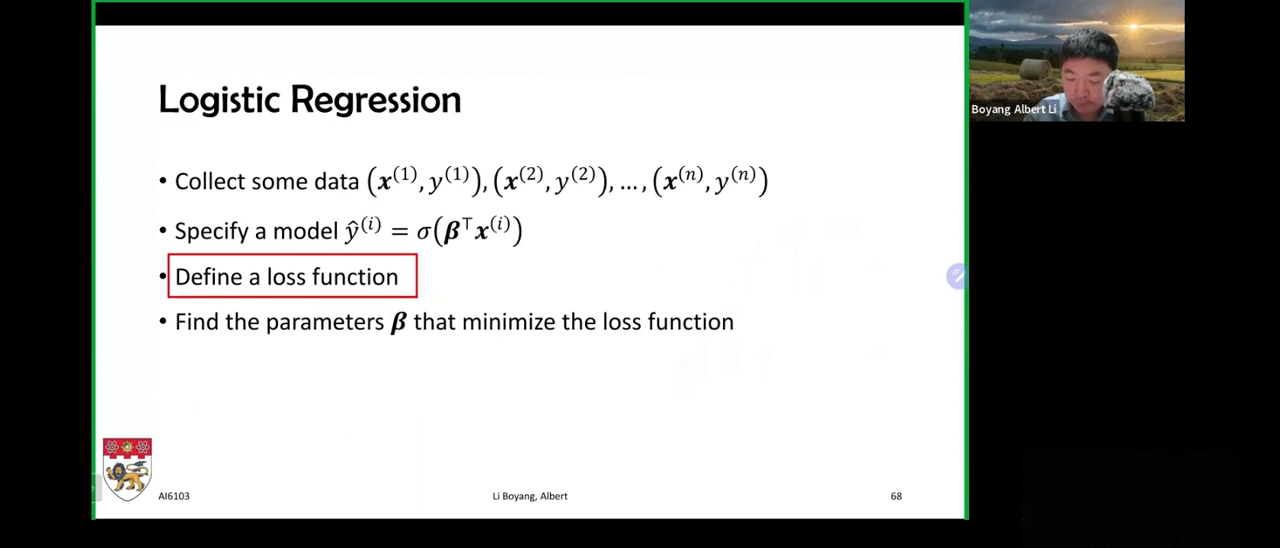 Logistic Regression
• Collect some data (𝒙⁽¹⁾, y⁽¹⁾), (𝒙⁽²⁾, y⁽²⁾), …, (𝒙⁽ⁿ⁾, y⁽ⁿ⁾)
• Specify a model ŷ⁽ⁱ⁾ = σ(𝜷ᵀ𝒙⁽ⁱ⁾)
• Define a loss function
• Find the parameters 𝜷 that minimize the loss function
AI6103
Li Boyang, Albert
68
Boyang Albert Li